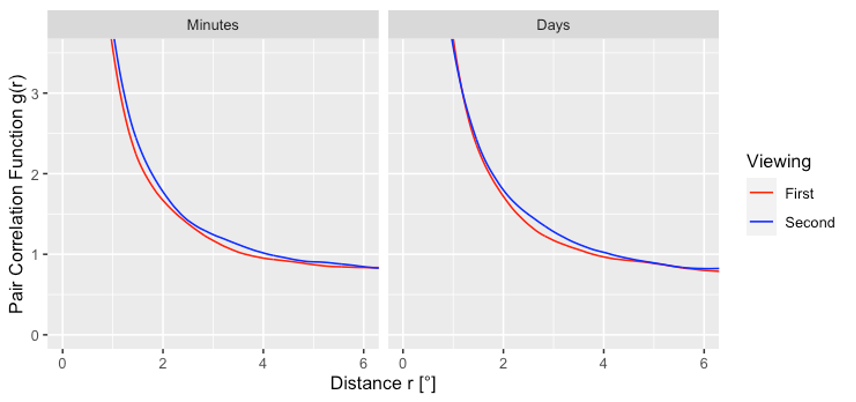 Minutes Days
Pair Correlation Function g(r)
3
2
1
0
0 2 4 6 0 2 4 6
Distance r [°]
Viewing
First
Second